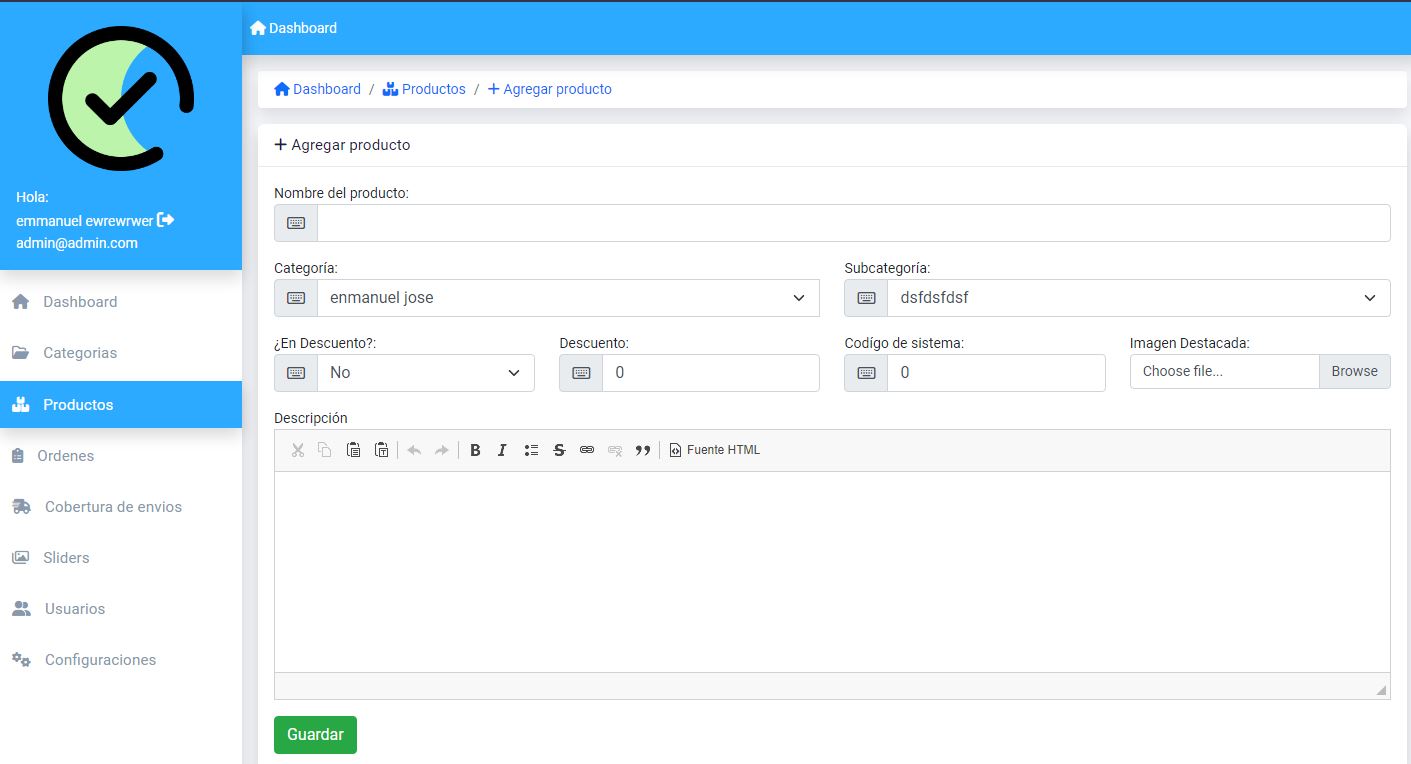 Dashboard
Hola:
emmanuel ewrewrwer
admin@admin.com
Dashboard
Categorias
Productos
Ordenes
Cobertura de envios
Sliders
Usuarios
Configuraciones
Dashboard / Productos / + Agregar producto
+ Agregar producto
Nombre del producto:
Categoría: Subcategoría:
enmanuel jose dsfdsfdsf
¿En Descuento?: Descuento: Codígo de sistema: Imagen Destacada:
No 0 0 Choose file... Browse
Descripción
B I S Fuente HTML
Guardar